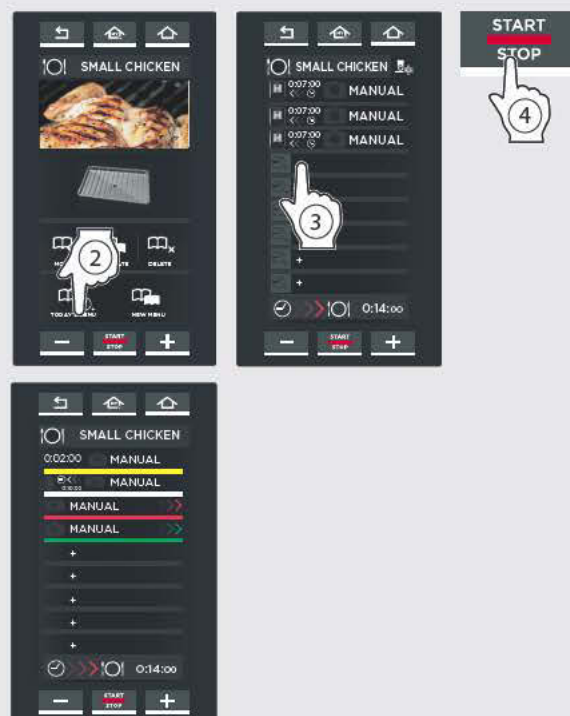 SMALL CHICKEN
2
DELETE
NEW MENU
START
STOP
SMALL CHICKEN
0:07:00 MANUAL
0:07:00 MANUAL
0:07:00 MANUAL
3
+
+
0:14:00
START
STOP
START
STOP
4
SMALL CHICKEN
0:02:00 MANUAL
MANUAL
MANUAL
MANUAL
+
+
+
+
+
0:14:00
START
STOP